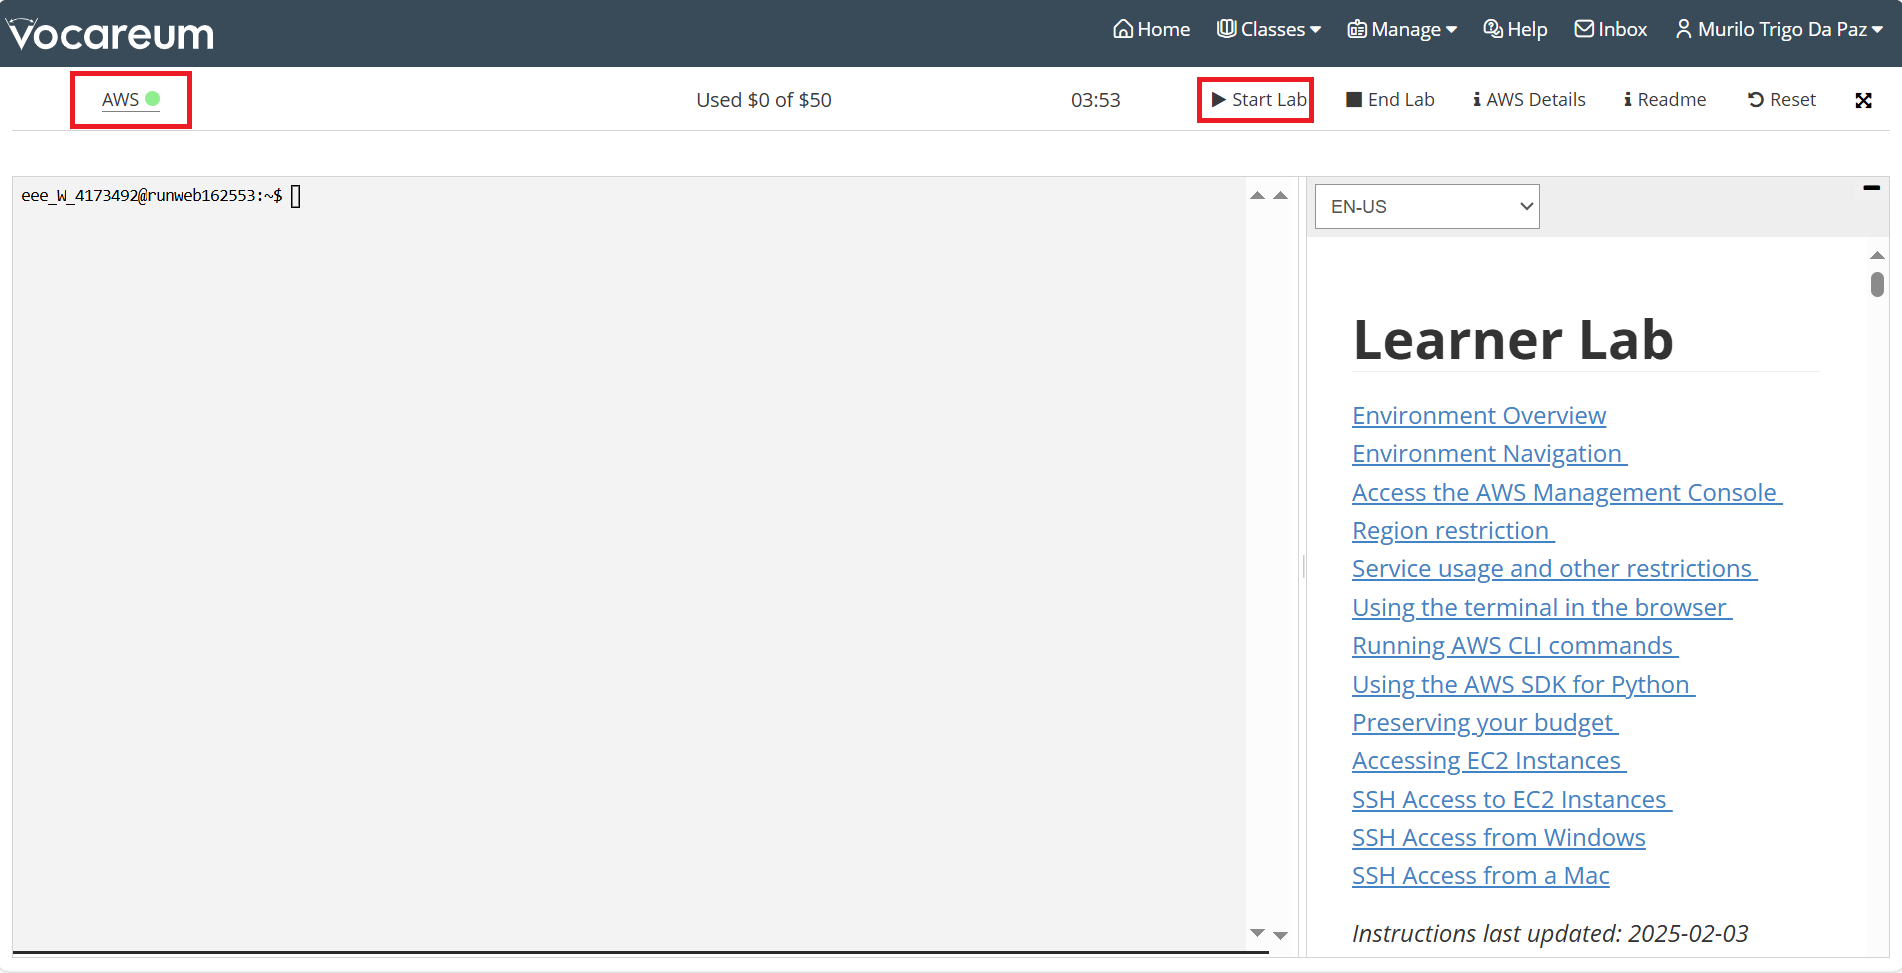 Vocareum
Home Classes Manage Help Inbox Murilo Trigo Da Paz
AWS Used $0 of $50 03:53 Start Lab End Lab AWS Details Readme Reset
eee_W_4173492@runweb162553:~$
EN-US
Learner Lab
Environment Overview
Environment Navigation
Access the AWS Management Console
Region restriction
Service usage and other restrictions
Using the terminal in the browser
Running AWS CLI commands
Using the AWS SDK for Python
Preserving your budget
Accessing EC2 Instances
SSH Access to EC2 Instances
SSH Access from Windows
SSH Access from a Mac
Instructions last updated: 2025-02-03